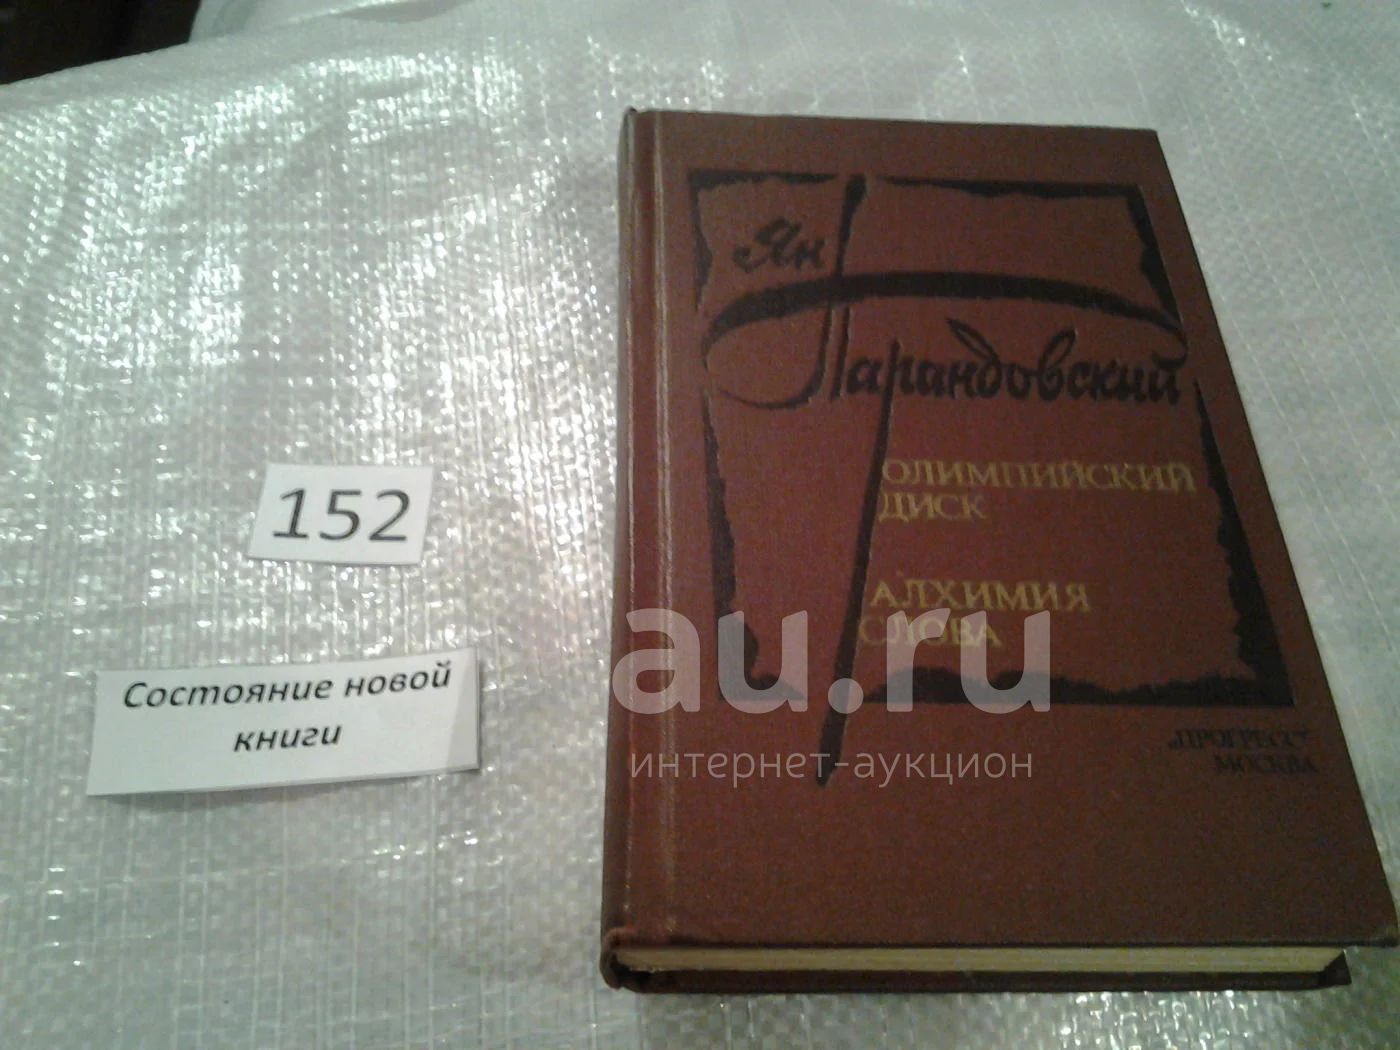 152
Состояние новой
книги
Ян
Парандовский
ОЛИМПИЙСКИЙ
ДИСК
АЛХИМИЯ
СЛОВА
„ПРОГРЕСС“
МОСКВА
au.ru
интернет-аукцион